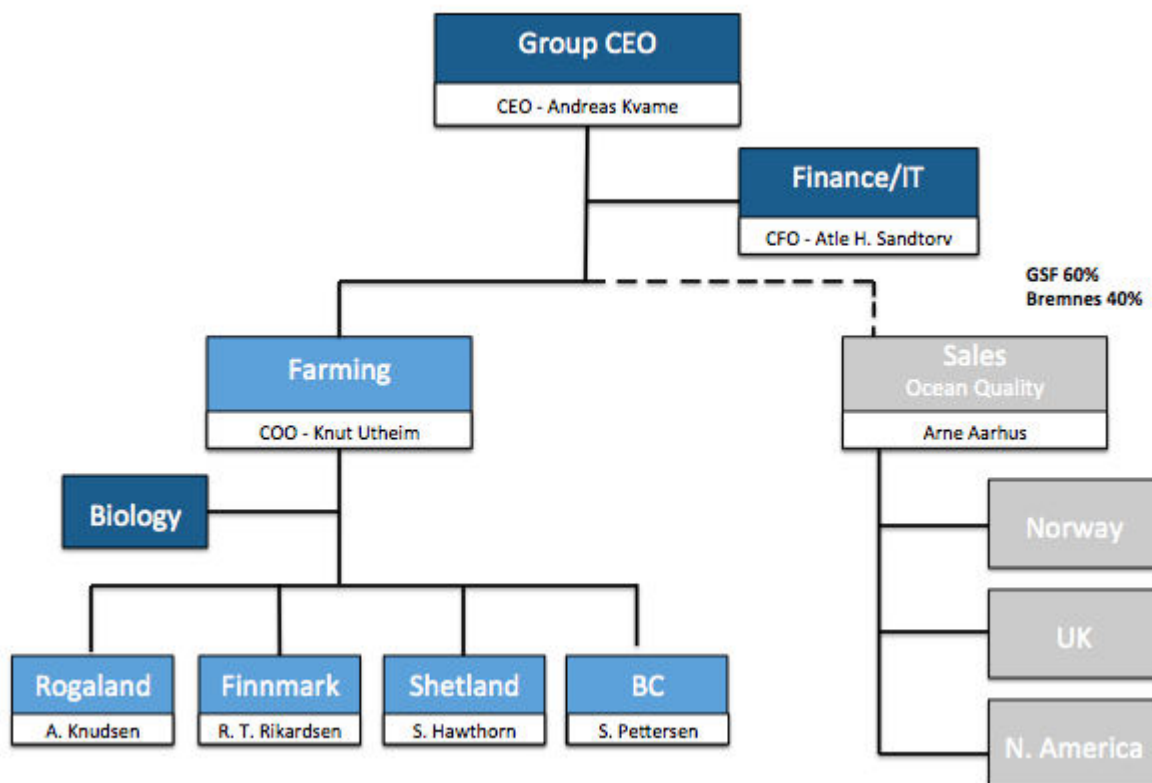 Group CEO
CEO - Andreas Kvame
Finance/IT
CFO - Atle H. Sandtorv
GSF 60%
Bremnes 40%
Farming
COO - Knut Utheim
Sales
Ocean Quality
Arne Aarhus
Biology
Norway
UK
N. America
Rogaland
A. Knudsen
Finnmark
R. T. Rikardsen
Shetland
S. Hawthorn
BC
S. Pettersen